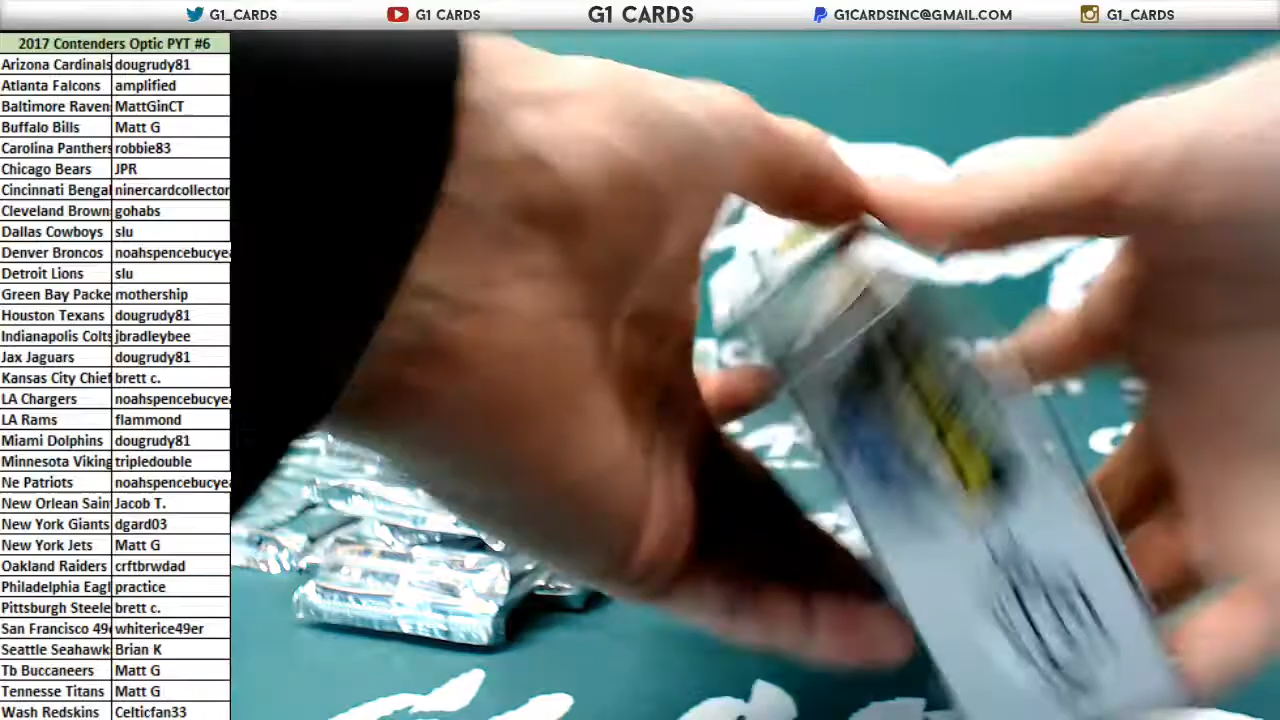 G1_CARDS G1 CARDS G1 CARDS G1CARDSINC@GMAIL.COM G1_CARDS
2017 Contenders Optic PYT #6
Arizona Cardinals dougrudy81
Atlanta Falcons amplified
Baltimore Raven MattGinCT
Buffalo Bills Matt G
Carolina Panthers robbie83
Chicago Bears JPR
Cincinnati Bengal ninercardcollector
Cleveland Brown gohabs
Dallas Cowboys slu
Denver Broncos noahspencebucyea
Detroit Lions slu
Green Bay Packe mothership
Houston Texans dougrudy81
Indianapolis Colts jbradleybee
Jax Jaguars dougrudy81
Kansas City Chief brett c.
LA Chargers noahspencebucyea
LA Rams flammond
Miami Dolphins dougrudy81
Minnesota Viking tripledouble
Ne Patriots noahspencebucyea
New Orlean Sain Jacob T.
New York Giants dgard03
New York Jets Matt G
Oakland Raiders crftbrwdad
Philadelphia Eagl practice
Pittsburgh Steele brett c.
San Francisco 49 whiterice49er
Seattle Seahawk Brian K
Tb Buccaneers Matt G
Tennesse Titans Matt G
Wash Redskins Celticfan33